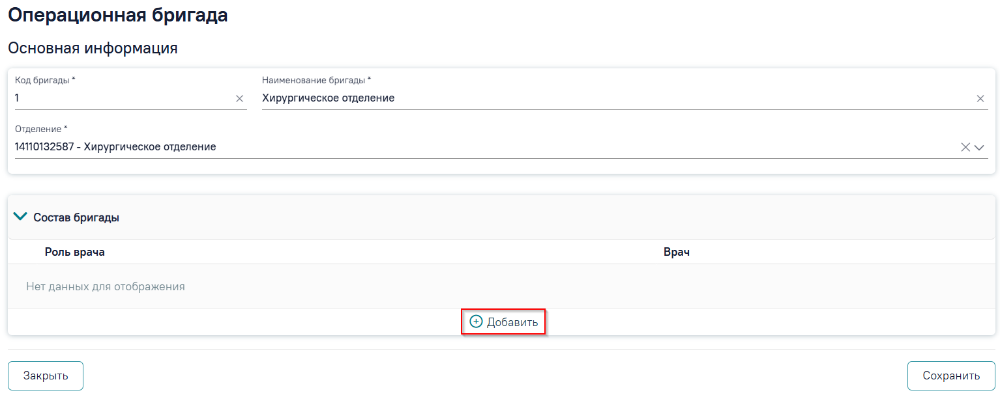 Операционная бригада
Основная информация
Код бригады * Наименование бригады *
1 Хирургическое отделение
Отделение *
14110132587 - Хирургическое отделение
Состав бригады
Роль врача Врач
Нет данных для отображения
Добавить
Закрыть Сохранить